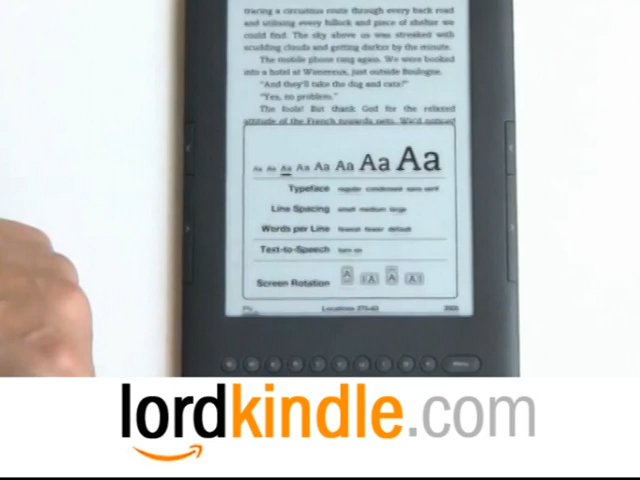 tracing a circuitous route through every back road
and utilising every hillock and piece of shelter we
could find. The sky above us was streaked with
scudding clouds and getting darker by the minute.
The mobile phone rang again. We were booked
into a hotel at Wimereux, just outside Boulogne.
"And they'll take the dog and cats?"
"Yes, no problem."
The fools! But thank God for the relaxed
attitude of the French towards pets. We'd
Aa Aa Aa Aa Aa Aa Aa Aa
Typeface regular condensed sans serif
Line Spacing small medium large
Words per Line fewest fewer default
Text-to-Speech turn on
Screen Rotation A A A A
Locations
lordkindle.com